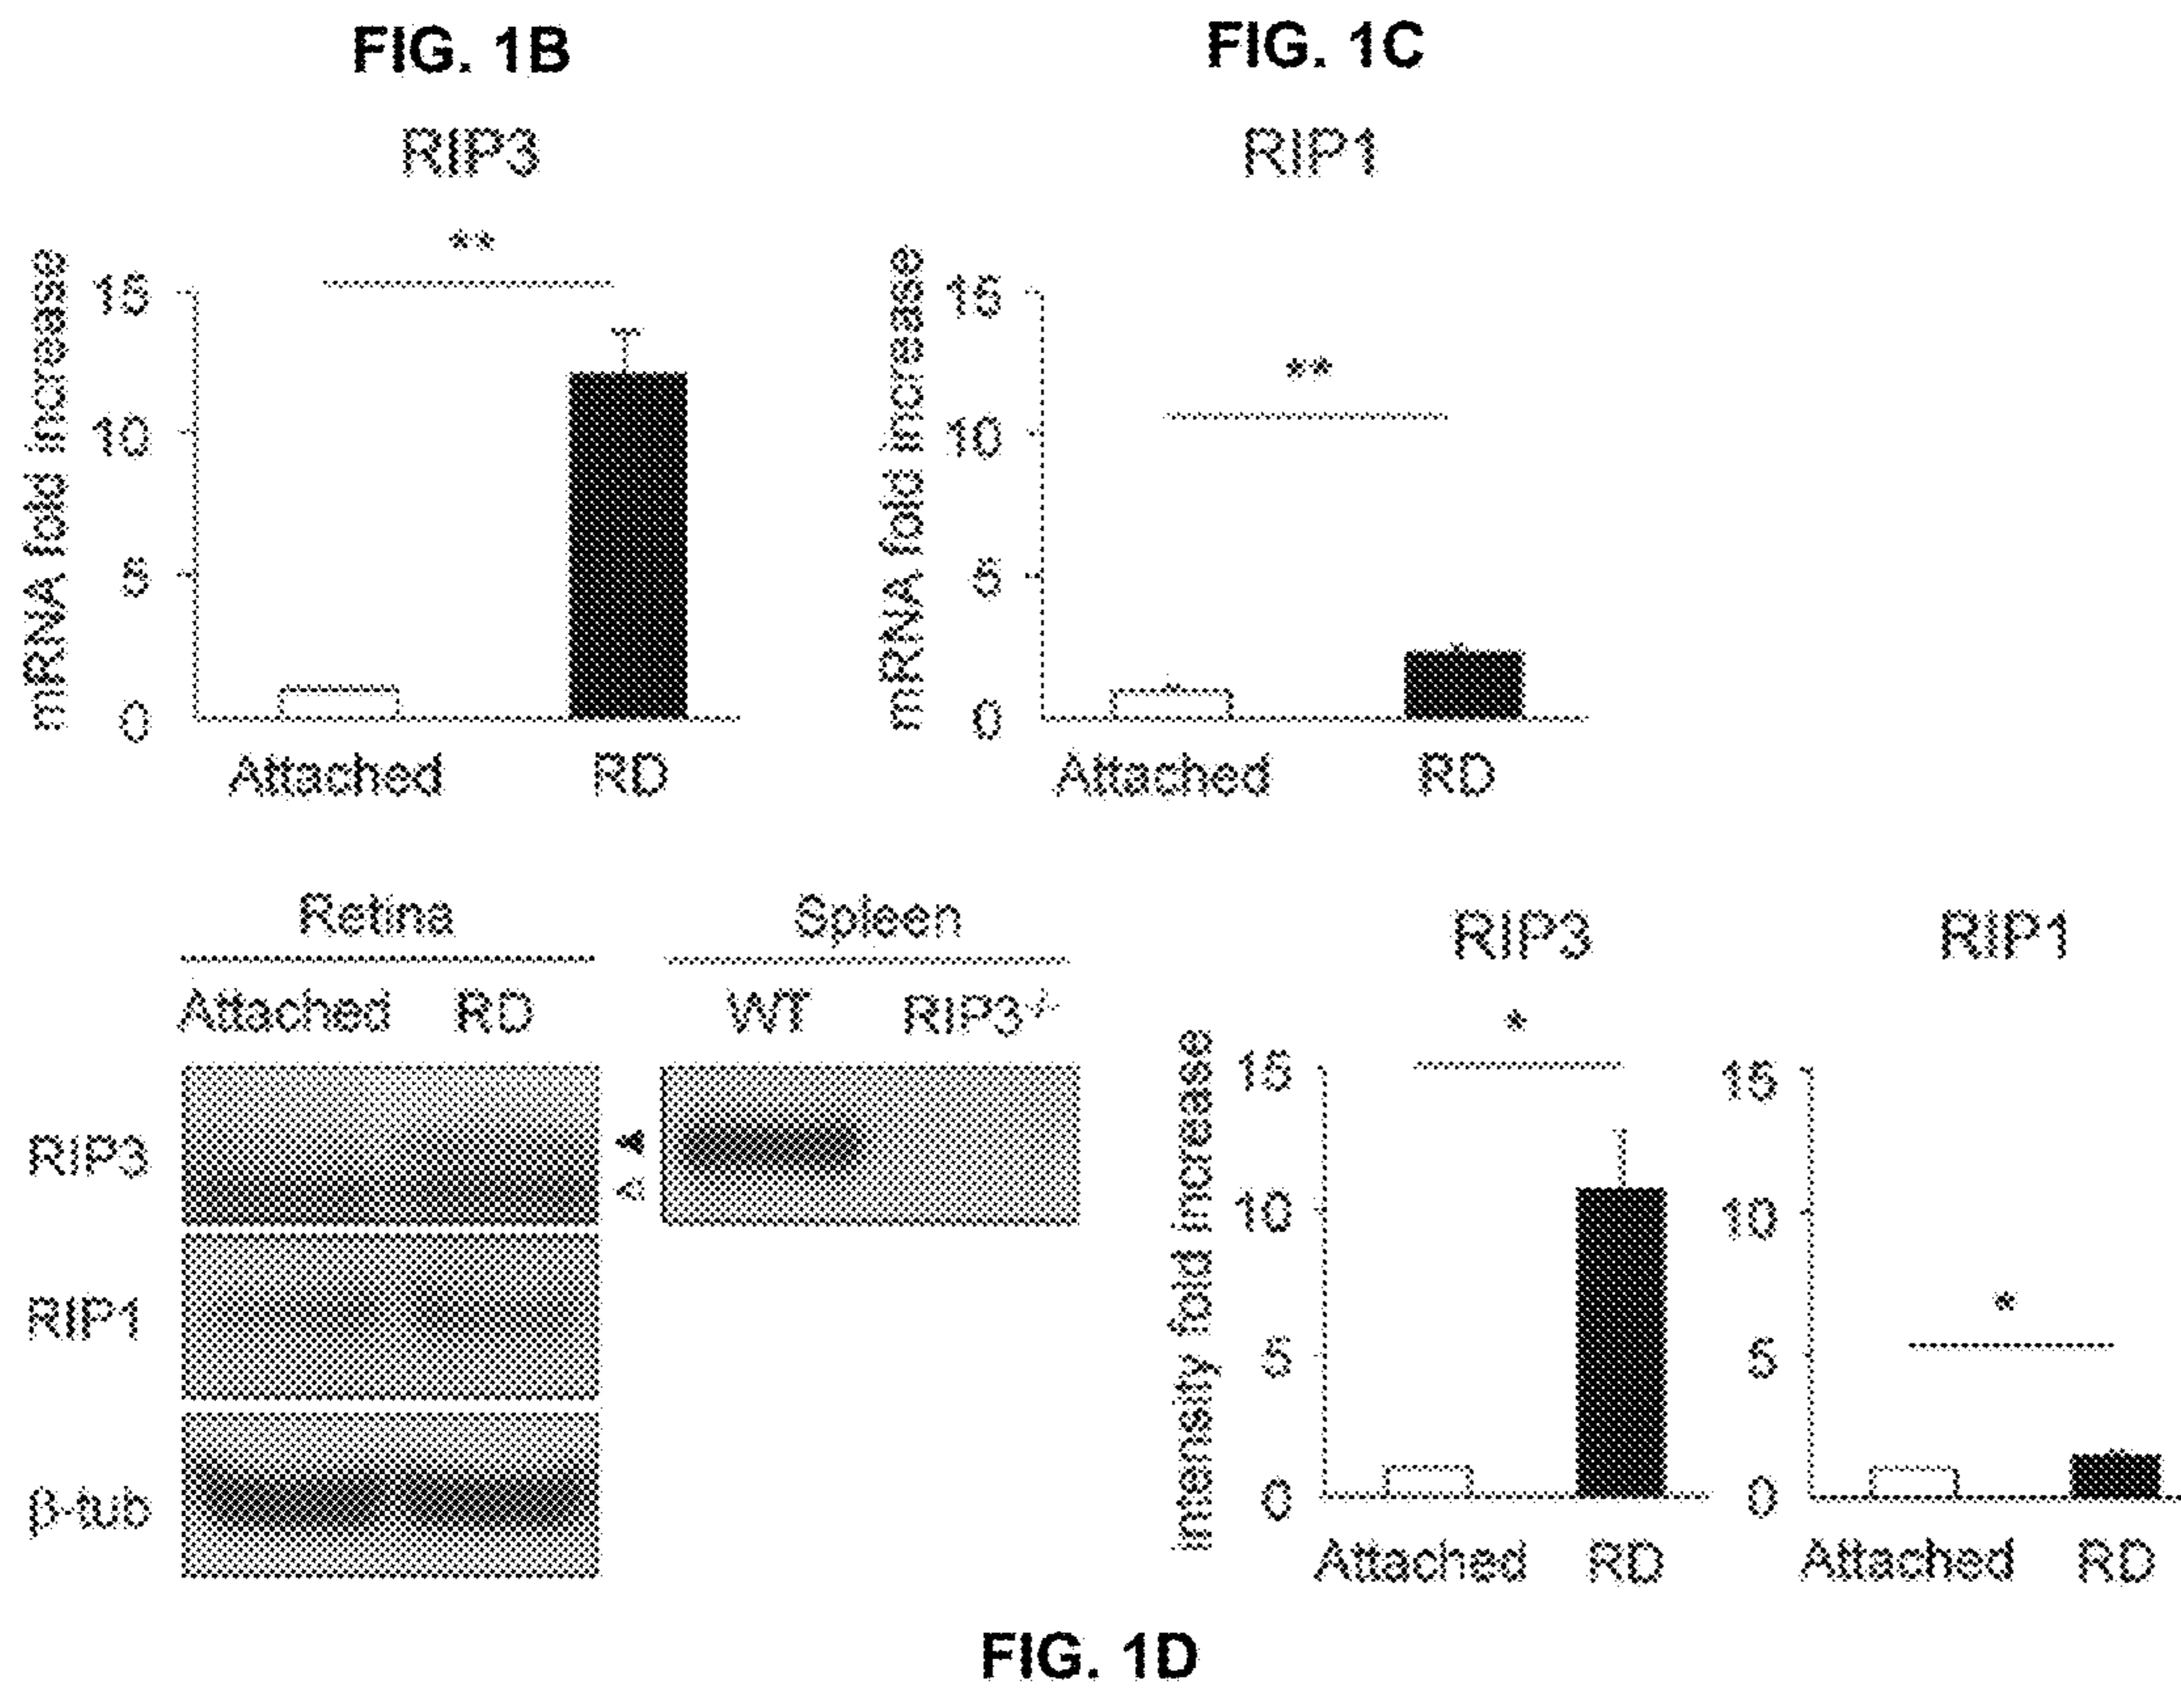 FIG. 1B
RIP3
**
mRNA fold increase
15
10
5
0
Attached RD
FIG. 1C
RIP1
**
mRNA fold increase
15
10
5
0
Attached RD
Retina Spleen
Attached RD WT RIP3-/-
RIP3
RIP1
β-tub
RIP3
*
Intensity fold increase
15
10
5
0
Attached RD
RIP1
*
15
10
5
0
Attached RD
FIG. 1D